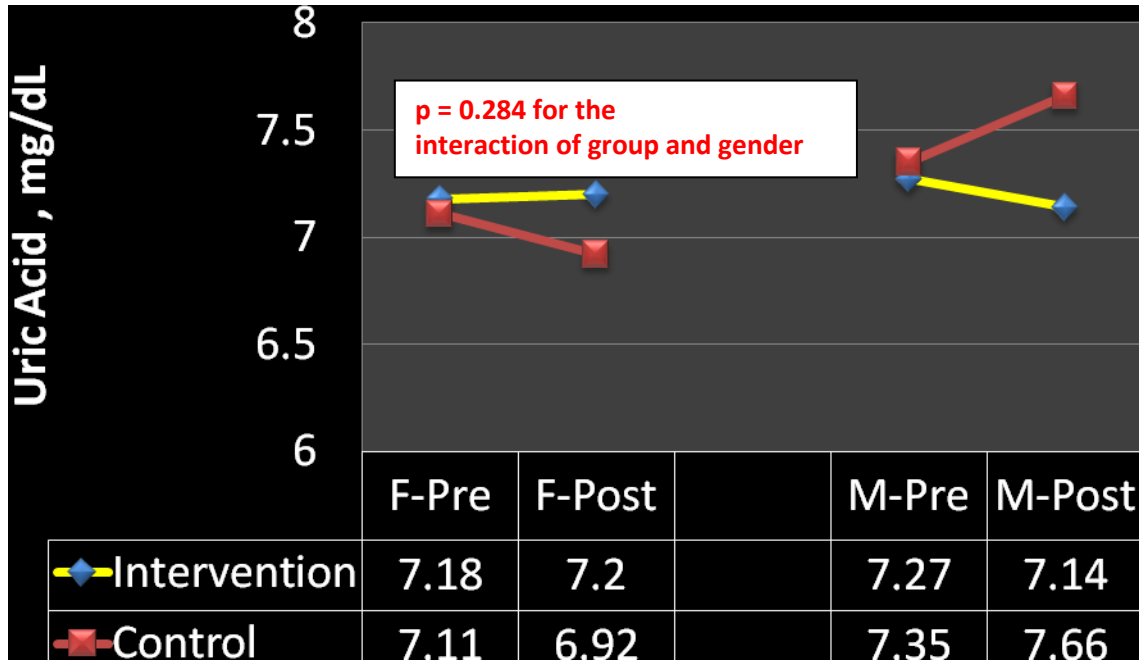 Uric Acid , mg/dL
8
7.5
7
6.5
6
p = 0.284 for the
interaction of group and gender
F-Pre F-Post M-Pre M-Post
Intervention 7.18 7.2 7.27 7.14
Control 7.11 6.92 7.35 7.66